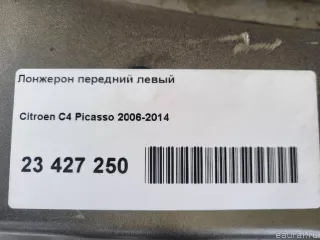 Лонжерон передний левый
Citroen C4 Picasso 2006-2014
23 427 250